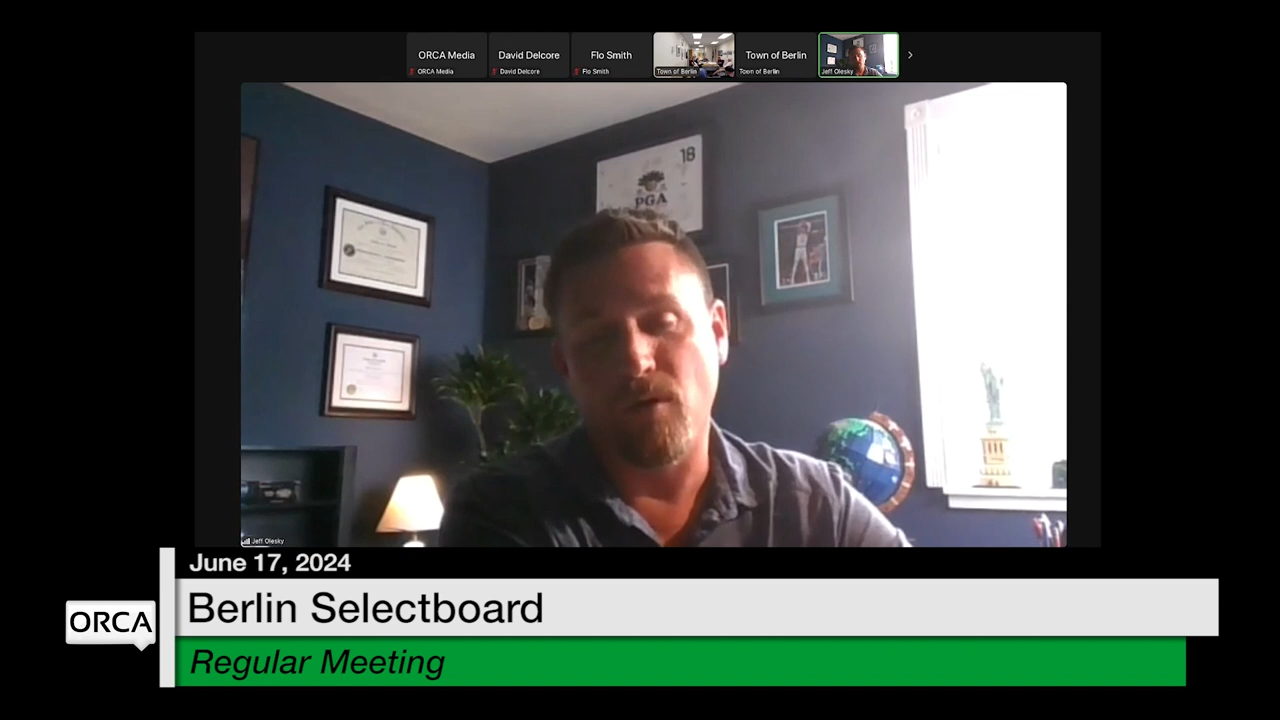 ORCA Media
David Delcore
Flo Smith
Town of Berlin
ORCA Media
David Delcore
Flo Smith
Town of Berlin
Town of Berlin
Jeff Olesky
18
PGA
Jeff Olesky
June 17, 2024
Berlin Selectboard
ORCA
Regular Meeting